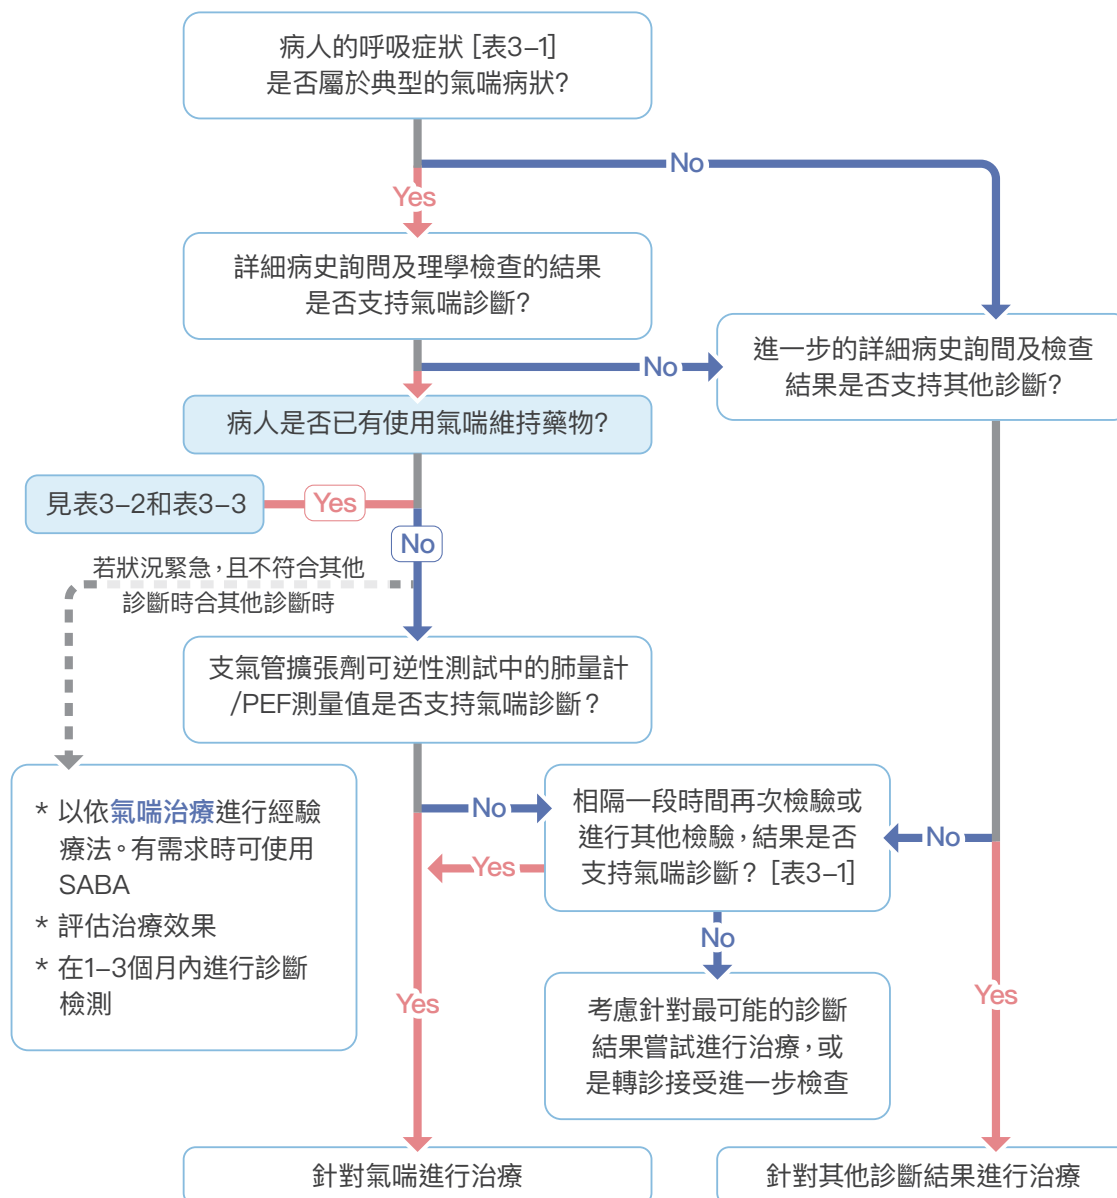 病人的呼吸症狀 [表3–1]
是否屬於典型的氣喘病狀?
No
Yes
詳細病史詢問及理學檢查的結果
是否支持氣喘診斷?
No
進一步的詳細病史詢間及檢查
結果是否支持其他診斷?
病人是否已有使用氣喘維持藥物?
見表3–2和表3–3
Yes
No
若狀況緊急，且不符合其他
診斷時合其他診斷時
支氣管擴張劑可逆性測試中的肺量計
/PEF測量值是否支持氣喘診斷？
* 以依氣喘治療進行經驗
療法。有需求時可使用
SABA
* 評估治療效果
* 在1–3個月內進行診斷
檢測
No
Yes
相隔一段時間再次檢驗或
進行其他檢驗，結果是否
支持氣喘診斷？ [表3–1]
No
No
Yes
考慮針對最可能的診斷
結果嘗試進行治療，或
是轉診接受進一步檢查
Yes
針對氣喘進行治療
針對其他診斷結果進行治療